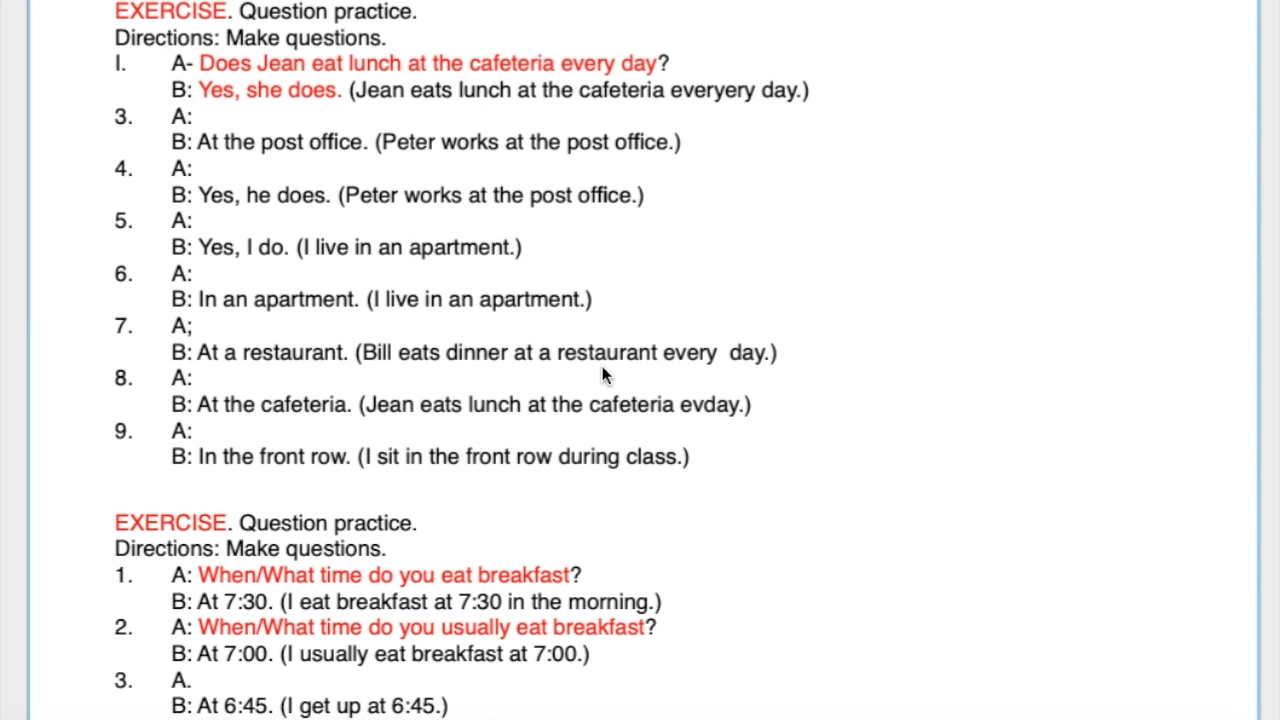 EXERCISE. Question practice.
Directions: Make questions.
I. A- Does Jean eat lunch at the cafeteria every day?
B: Yes, she does. (Jean eats lunch at the cafeteria everyery day.)
3. A:
B: At the post office. (Peter works at the post office.)
4. A:
B: Yes, he does. (Peter works at the post office.)
5. A:
B: Yes, I do. (I live in an apartment.)
6. A:
B: In an apartment. (I live in an apartment.)
7. A;
B: At a restaurant. (Bill eats dinner at a restaurant every  day.)
8. A:
B: At the cafeteria. (Jean eats lunch at the cafeteria evday.)
9. A:
B: In the front row. (I sit in the front row during class.)
EXERCISE. Question practice.
Directions: Make questions.
1. A: When/What time do you eat breakfast?
B: At 7:30. (I eat breakfast at 7:30 in the morning.)
2. A: When/What time do you usually eat breakfast?
B: At 7:00. (I usually eat breakfast at 7:00.)
3. A.
B: At 6:45. (I get up at 6:45.)